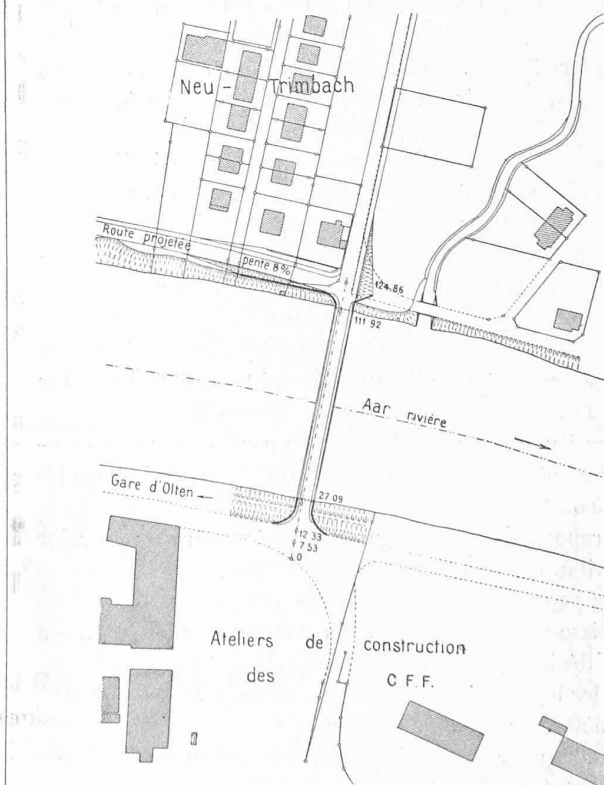 Neu - Trimbach
Route projetée
pente 8%
124.86
111.92
Aar rivière
Gare d'Olten
27.09
12.33
7.53
0
Ateliers de construction
des C F.F.